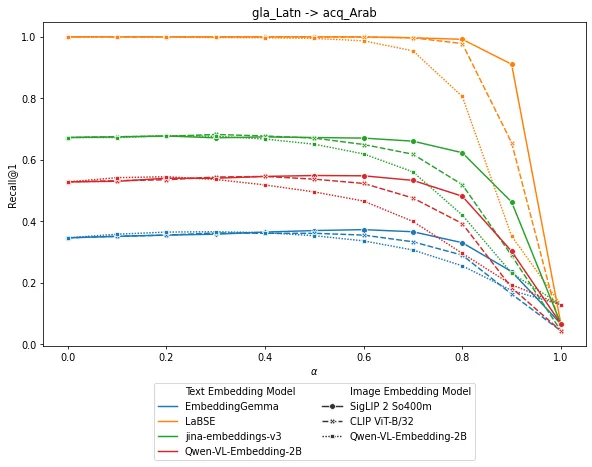 gla_Latn -> acq_Arab
Recall@1
1.0
0.8
0.6
0.4
0.2
0.0
0.0 0.2 0.4 0.6 0.8 1.0
α
Text Embedding Model
EmbeddingGemma
LaBSE
jina-embeddings-v3
Qwen-VL-Embedding-2B
Image Embedding Model
SigLIP 2 So400m
CLIP ViT-B/32
Qwen-VL-Embedding-2B